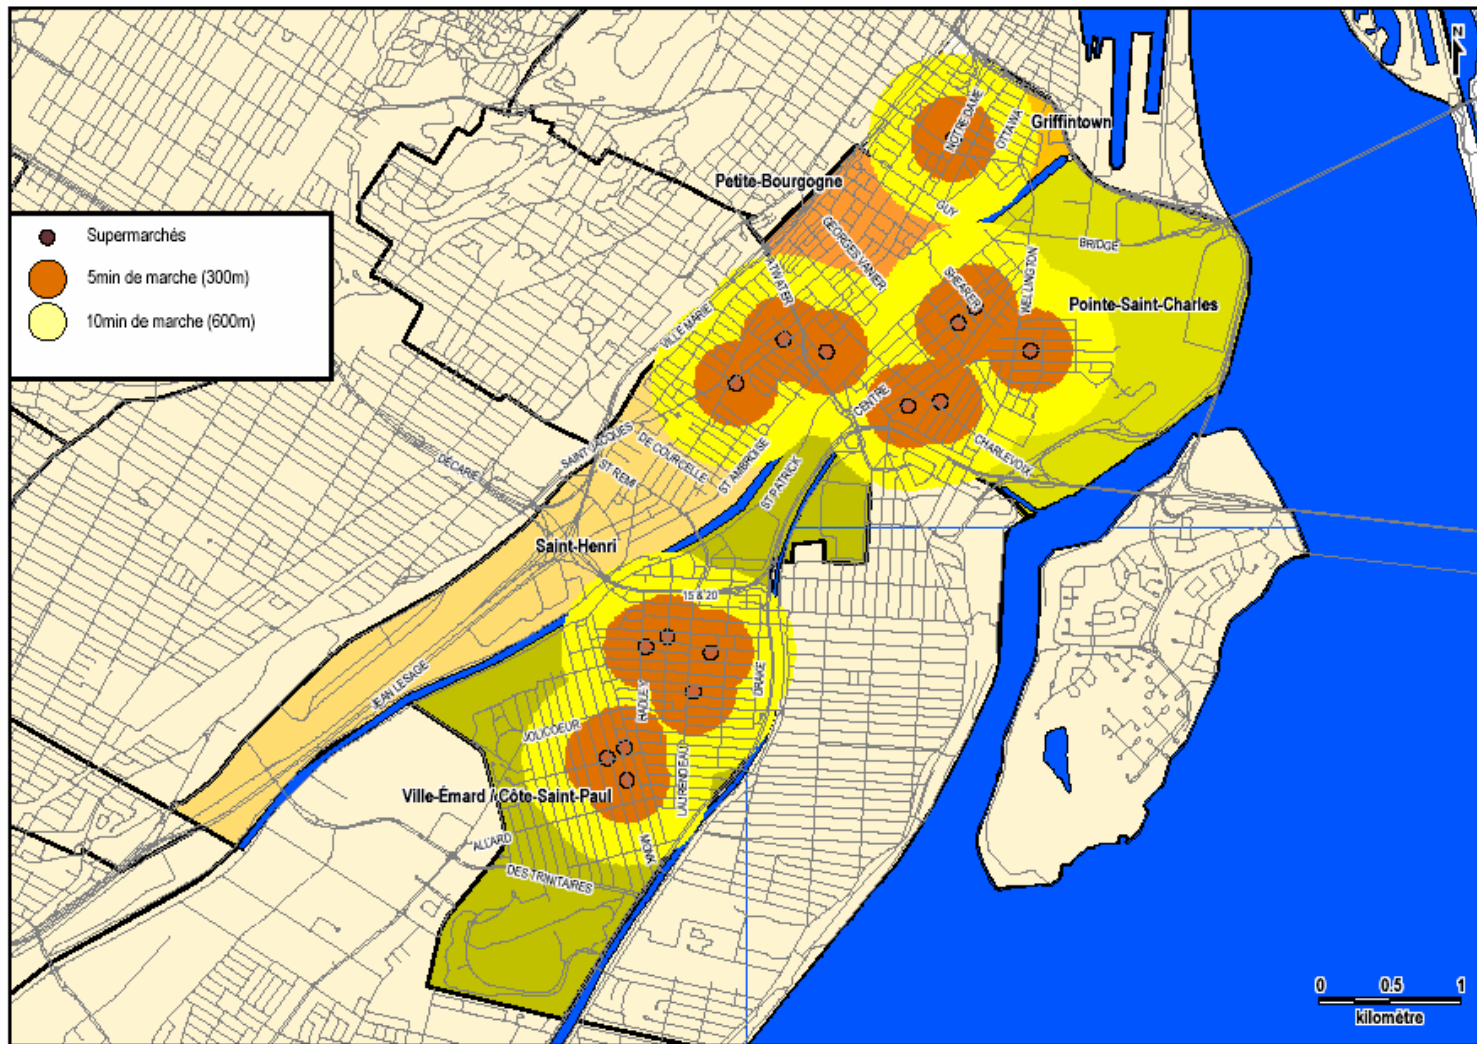 N
Supermarchés
5min de marche (300m)
10min de marche (600m)
NOTRE DAME
OTTAWA
Griffintown
Petite-Bourgogne
GUY
GEORGES VANIER
BRIDGE
ATWATER
SHEARER
WELLINGTON
Pointe-Saint-Charles
VILLE MARIE
CENTRE
CHARLEVOIX
SAINT JACQUES
DE COURCELLE
ST AMBROISE
DÉCARIE
ST REMI
ST PATRICK
Saint-Henri
15 & 20
JEAN LESAGE
HADLEY
DRAKE
JOLICOEUR
LAURENDEAU
Ville-Émard / Côte-Saint-Paul
ALLARD
MONK
DES TRINITAIRES
0 0.5 1
kilomètre